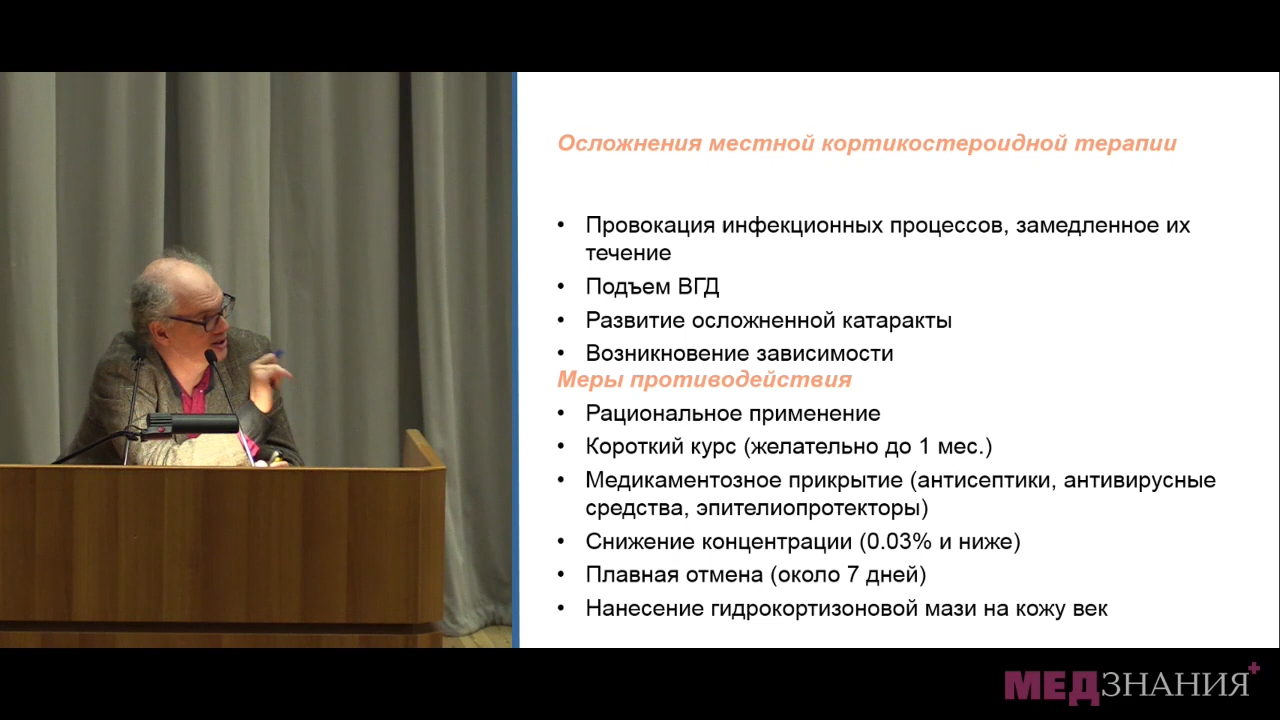 Осложнения местной кортикостероидной терапии
• Провокация инфекционных процессов, замедленное их
течение
• Подъем ВГД
• Развитие осложненной катаракты
• Возникновение зависимости
Меры противодействия
• Рациональное применение
• Короткий курс (желательно до 1 мес.)
• Медикаментозное прикрытие (антисептики, антивирусные
средства, эпителиопротекторы)
• Снижение концентрации (0.03% и ниже)
• Плавная отмена (около 7 дней)
• Нанесение гидрокортизоновой мази на кожу век
МЕДЗНАНИЯ+